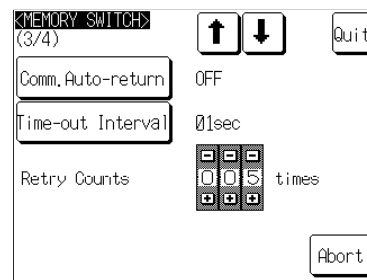 <MEMORY SWITCH>
(3/4)
Quit
Comm.Auto-return OFF
Time-out Interval 01sec
Retry Counts 005 times
Abort